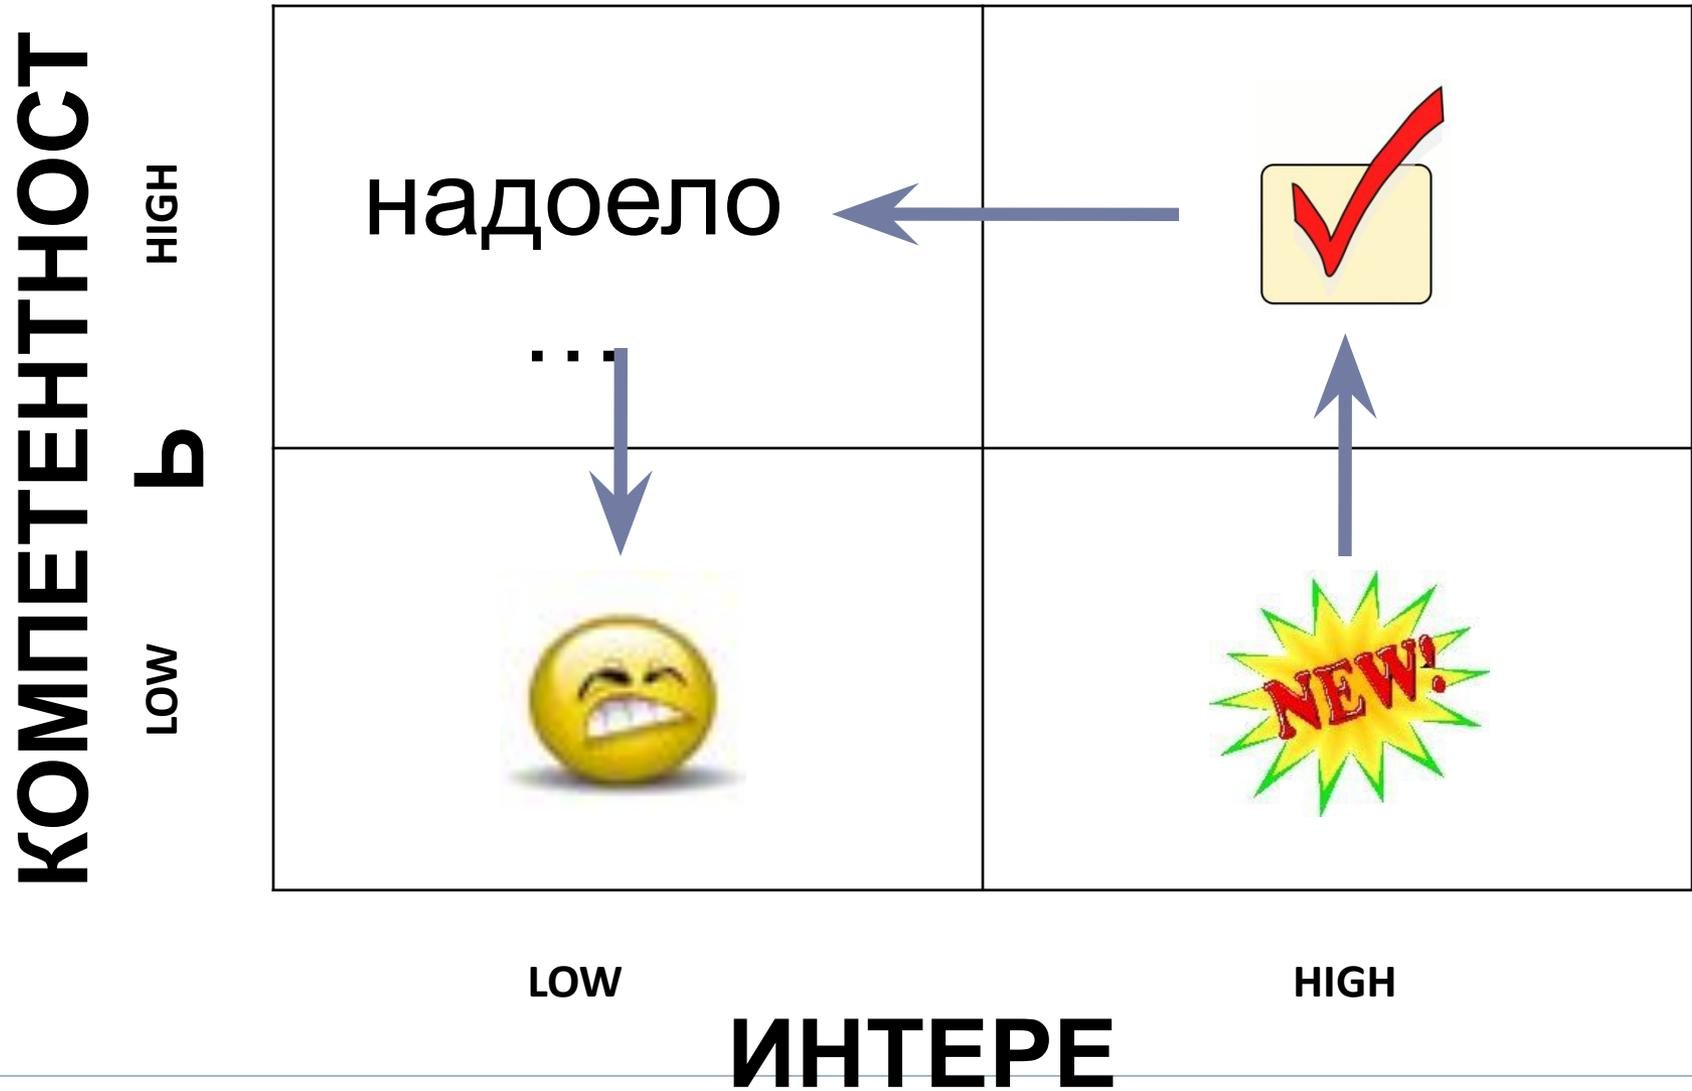 КОМПЕТЕНТНОСТ
Ь
HIGH
LOW
надоело
...
NEW!
LOW
HIGH
ИНТЕРЕ